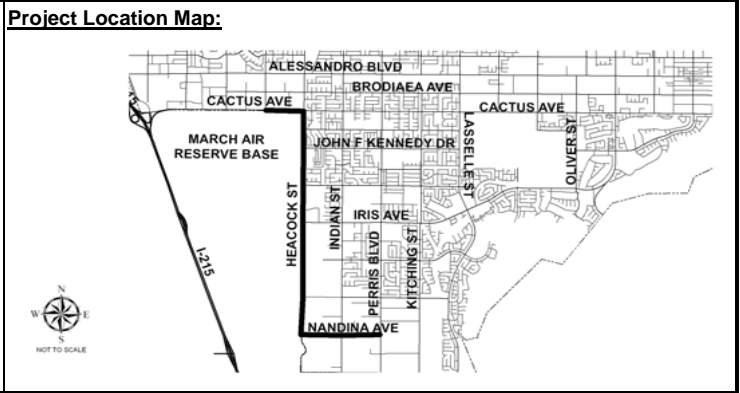 Project Location Map:
ALESSANDRO BLVD
BRODIAEA AVE
CACTUS AVE
CACTUS AVE
MARCH AIR
RESERVE BASE
JOHN F KENNEDY DR
LASSELLE ST
OLIVER ST
HEACOCK ST
INDIAN ST
IRIS AVE
PERRIS BLVD
KITCHING ST
I-215
NANDINA AVE
N
W
E
S
NOT TO SCALE